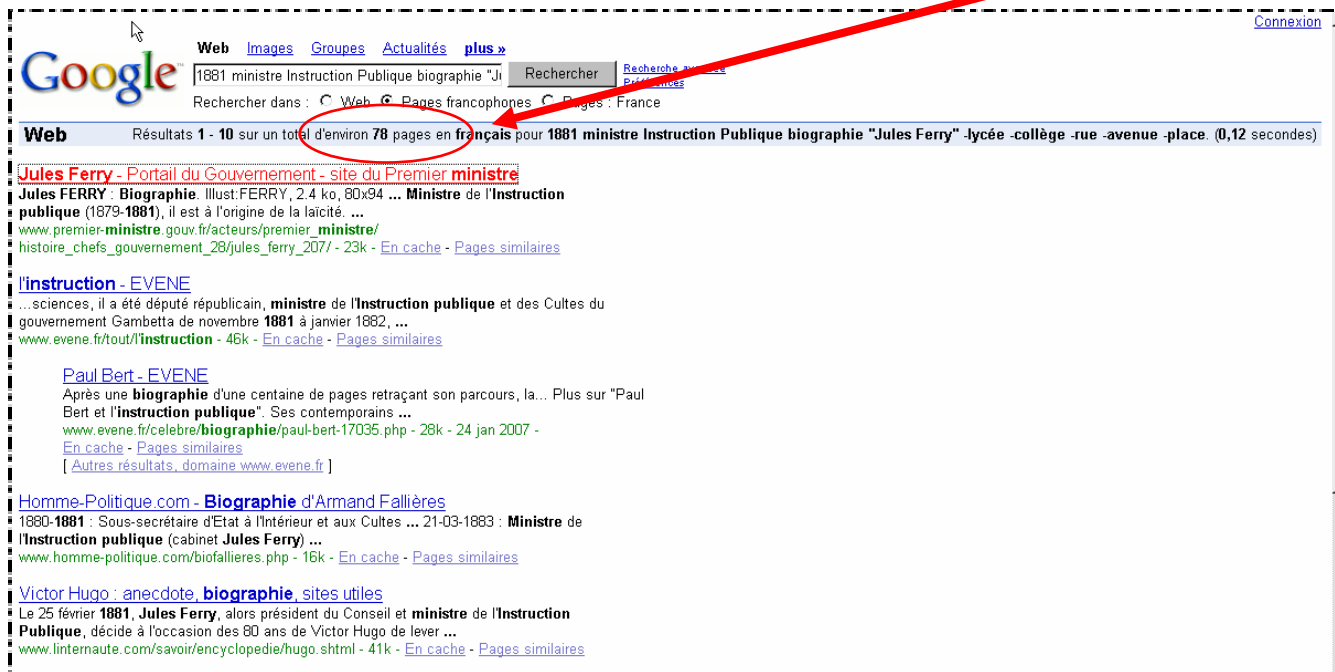 Connexion
Google
Web Images Groupes Actualités plus »
1881 ministre Instruction Publique biographie "Ju Rechercher Recherche avancée
Préférences
Rechercher dans : Web Pages francophones Pages : France
Web Résultats 1 - 10 sur un total d'environ 78 pages en français pour 1881 ministre Instruction Publique biographie "Jules Ferry" -lycée -collège -rue -avenue -place. (0,12 secondes)
Jules Ferry - Portail du Gouvernement - site du Premier ministre
Jules FERRY : Biographie. Illust:FERRY, 2.4 ko, 80x94 ... Ministre de l'Instruction
publique (1879-1881), il est à l'origine de la laïcité. ...
www.premier-ministre.gouv.fr/acteurs/premier_ministre/
histoire_chefs_gouvernement_28/jules_ferry_207/ - 23k - En cache - Pages similaires
l'instruction - EVENE
...sciences, il a été député républicain, ministre de l'Instruction publique et des Cultes du
gouvernement Gambetta de novembre 1881 à janvier 1882, ...
www.evene.fr/tout/l'instruction - 46k - En cache - Pages similaires
Paul Bert - EVENE
Après une biographie d'une centaine de pages retraçant son parcours, la... Plus sur "Paul
Bert et l'instruction publique". Ses contemporains ...
www.evene.fr/celebre/biographie/paul-bert-17035.php - 28k - 24 jan 2007 -
En cache - Pages similaires
[ Autres résultats, domaine www.evene.fr ]
Homme-Politique.com - Biographie d'Armand Fallières
1880-1881 : Sous-secrétaire d'Etat à l'Intérieur et aux Cultes ... 21-03-1883 : Ministre de
l'Instruction publique (cabinet Jules Ferry) ...
www.homme-politique.com/biofallieres.php - 16k - En cache - Pages similaires
Victor Hugo : anecdote, biographie, sites utiles
Le 25 février 1881, Jules Ferry, alors président du Conseil et ministre de l'Instruction
Publique, décide à l'occasion des 80 ans de Victor Hugo de lever ...
www.linternaute.com/savoir/encyclopedie/hugo.shtml - 41k - En cache - Pages similaires